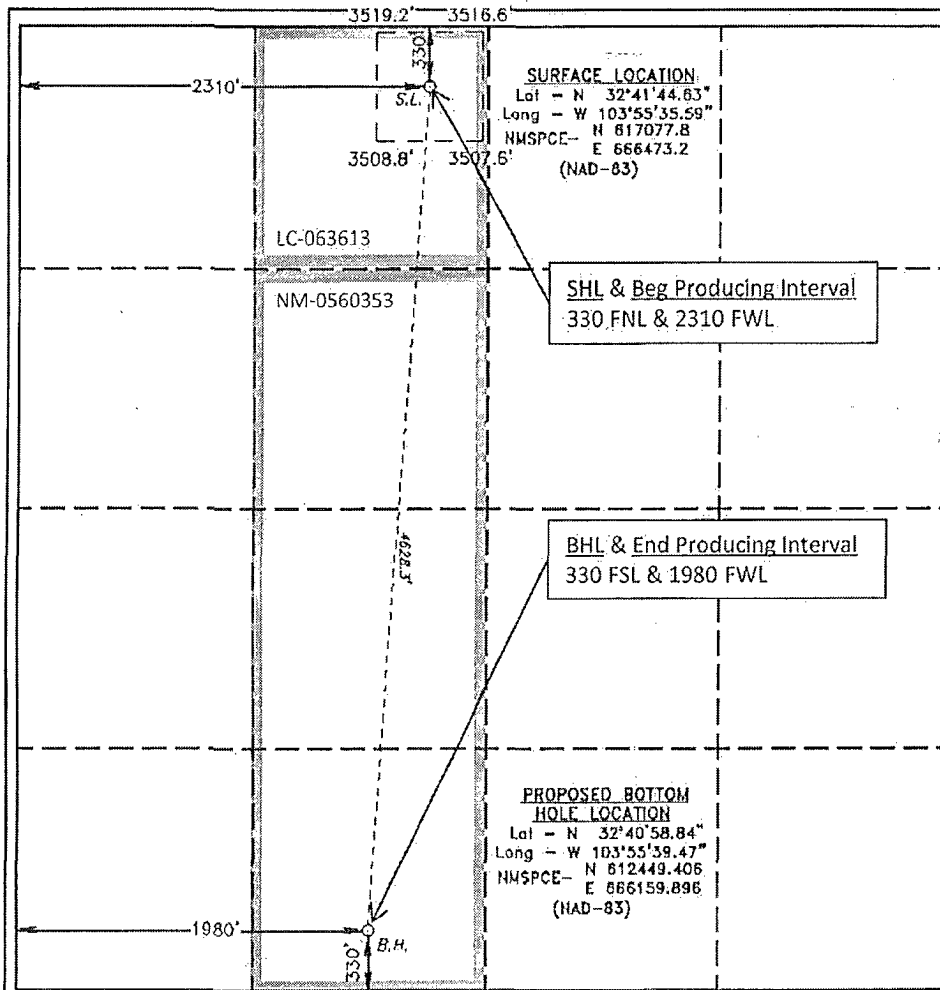 3519.2' 3516.6'
330'
2310'
S.L.
SURFACE LOCATION
Lat - N 32°41'44.63"
Long - W 103°55'35.59"
NMSPCE- N 617077.8
E 666473.2
(NAD-83)
3508.8' 3507.6'
LC-063613
NM-0560353
SHL & Beg Producing Interval
330 FNL & 2310 FWL
4628.3'
BHL & End Producing Interval
330 FSL & 1980 FWL
PROPOSED BOTTOM
HOLE LOCATION
Lat - N 32°40'58.84"
Long - W 103°55'39.47"
NMSPCE- N 612449.406
E 666159.896
(NAD-83)
1980'
B.H.
330'